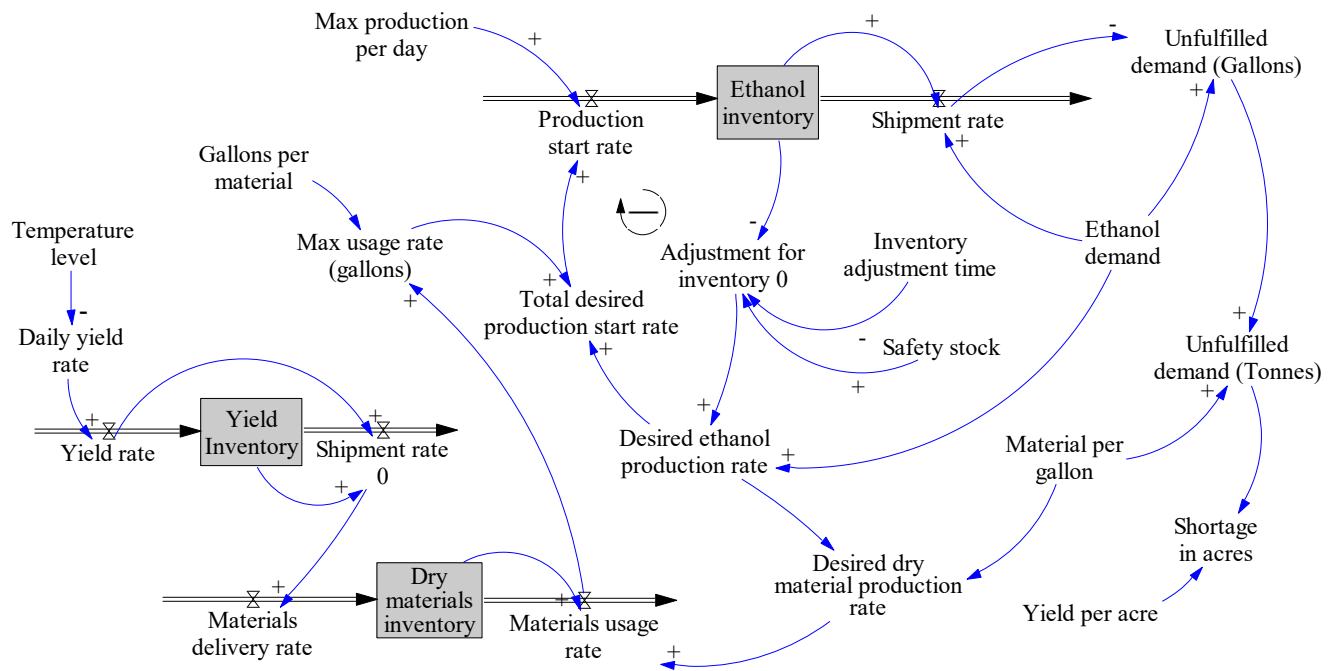 Max production
per day
+
+
-
Unfulfilled
demand (Gallons)
Ethanol
inventory
+
Production
start rate
Shipment rate
+
Gallons per
material
+
Temperature
level
Max usage rate
(gallons)
-
Adjustment for
inventory 0
Inventory
adjustment time
Ethanol
demand
+
+
Total desired
production start rate
-
Daily yield
rate
+
-
Safety stock
+
+
Unfulfilled
demand (Tonnes)
+
+
+
+
Yield
Inventory
Yield rate
Shipment rate
0
+
Desired ethanol
production rate
+
Material per
gallon
Shortage
in acres
+
Dry
materials
inventory
+
Materials
delivery rate
Materials usage
rate
Desired dry
material production
rate
+
+
Yield per acre
+